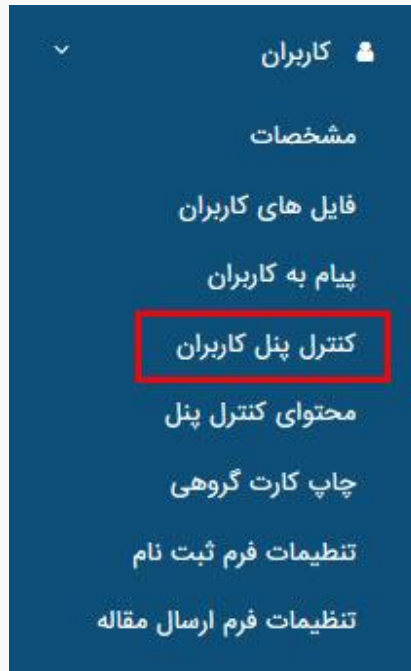 کاربران
مشخصات
فایل های کاربران
پیام به کاربران
کنترل پنل کاربران
محتوای کنترل پنل
چاپ کارت گروهی
تنطیمات فرم ثبت نام
تنظیمات فرم ارسال مقاله